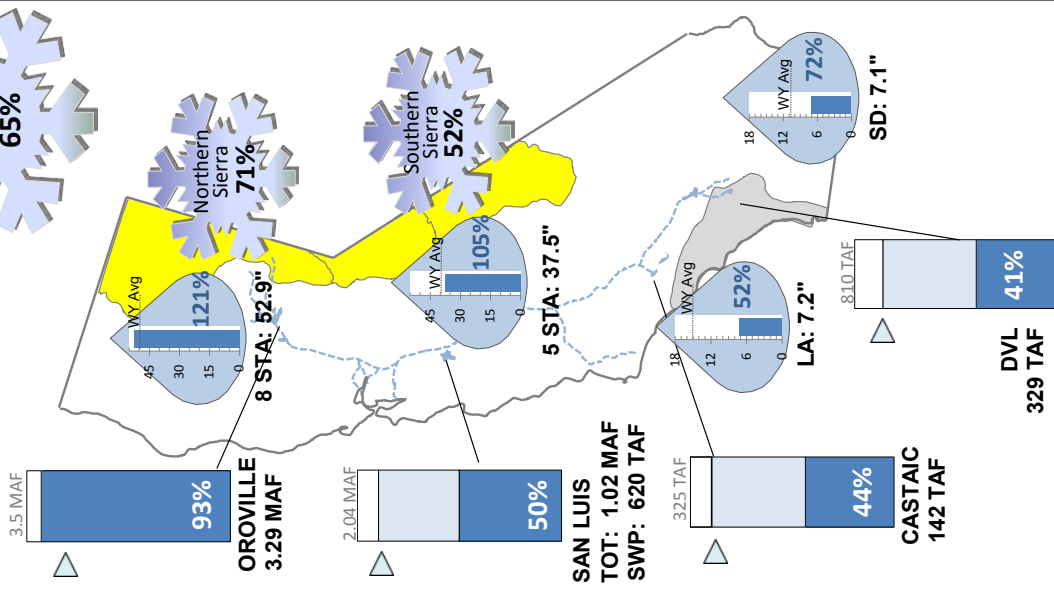 65%
Northern
Sierra
71%
Southern
Sierra
52%
WY Avg
45
30
15
0
121%
8 STA: 52.9"
WY Avg
45
30
15
0
105%
5 STA: 37.5"
WY Avg
18
12
6
0
52%
LA: 7.2"
WY Avg
18
12
6
0
72%
SD: 7.1"
3.5 MAF
93%
OROVILLE
3.29 MAF
2.04 MAF
50%
SAN LUIS
TOT: 1.02 MAF
SWP: 620 TAF
325 TAF
44%
CASTAIC
142 TAF
810 TAF
41%
DVL
329 TAF